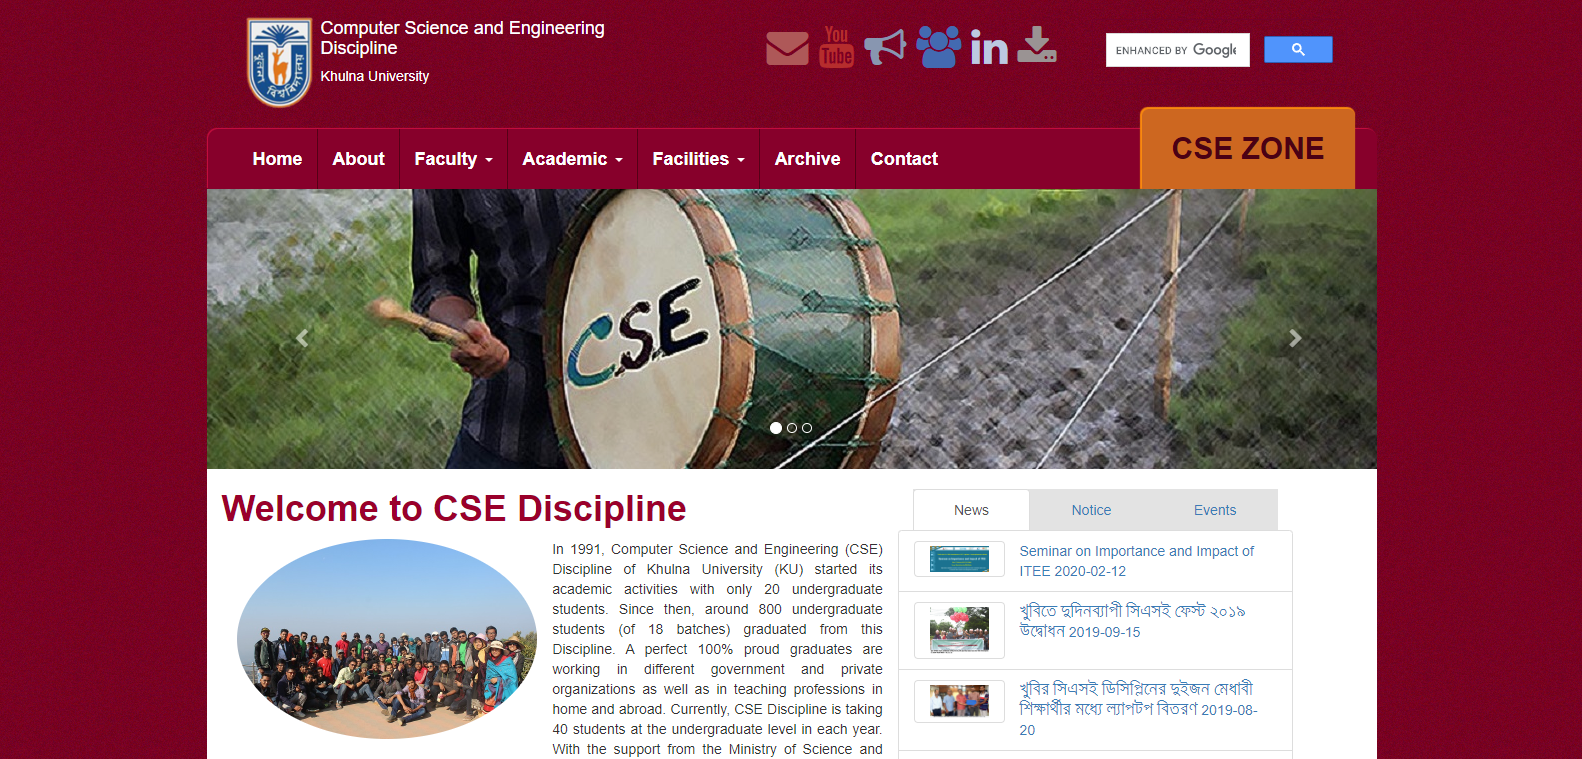 Computer Science and Engineering
Discipline
Khulna University
খুলনা
বিশ্ববিদ্যালয়
You
Tube
in
ENHANCED BY Google
CSE ZONE
Home
About
Faculty
Academic
Facilities
Archive
Contact
CSE
Welcome to CSE Discipline
In 1991, Computer Science and Engineering (CSE)
Discipline of Khulna University (KU) started its
academic activities with only 20 undergraduate
students. Since then, around 800 undergraduate
students (of 18 batches) graduated from this
Discipline. A perfect 100% proud graduates are
working in different government and private
organizations as well as in teaching professions in
home and abroad. Currently, CSE Discipline is taking
40 students at the undergraduate level in each year.
With the support from the Ministry of Science and
News
Notice
Events
Seminar on Importance and Impact of
ITEE 2020-02-12
খুবিতে দুদিনব্যাপী সিএসই ফেস্ট ২০১৯
উদ্বোধন 2019-09-15
খুবির সিএসই ডিসিপ্লিনের দুইজন মেধাবী
শিক্ষার্থীর মধ্যে ল্যাপটপ বিতরণ 2019-08-
20